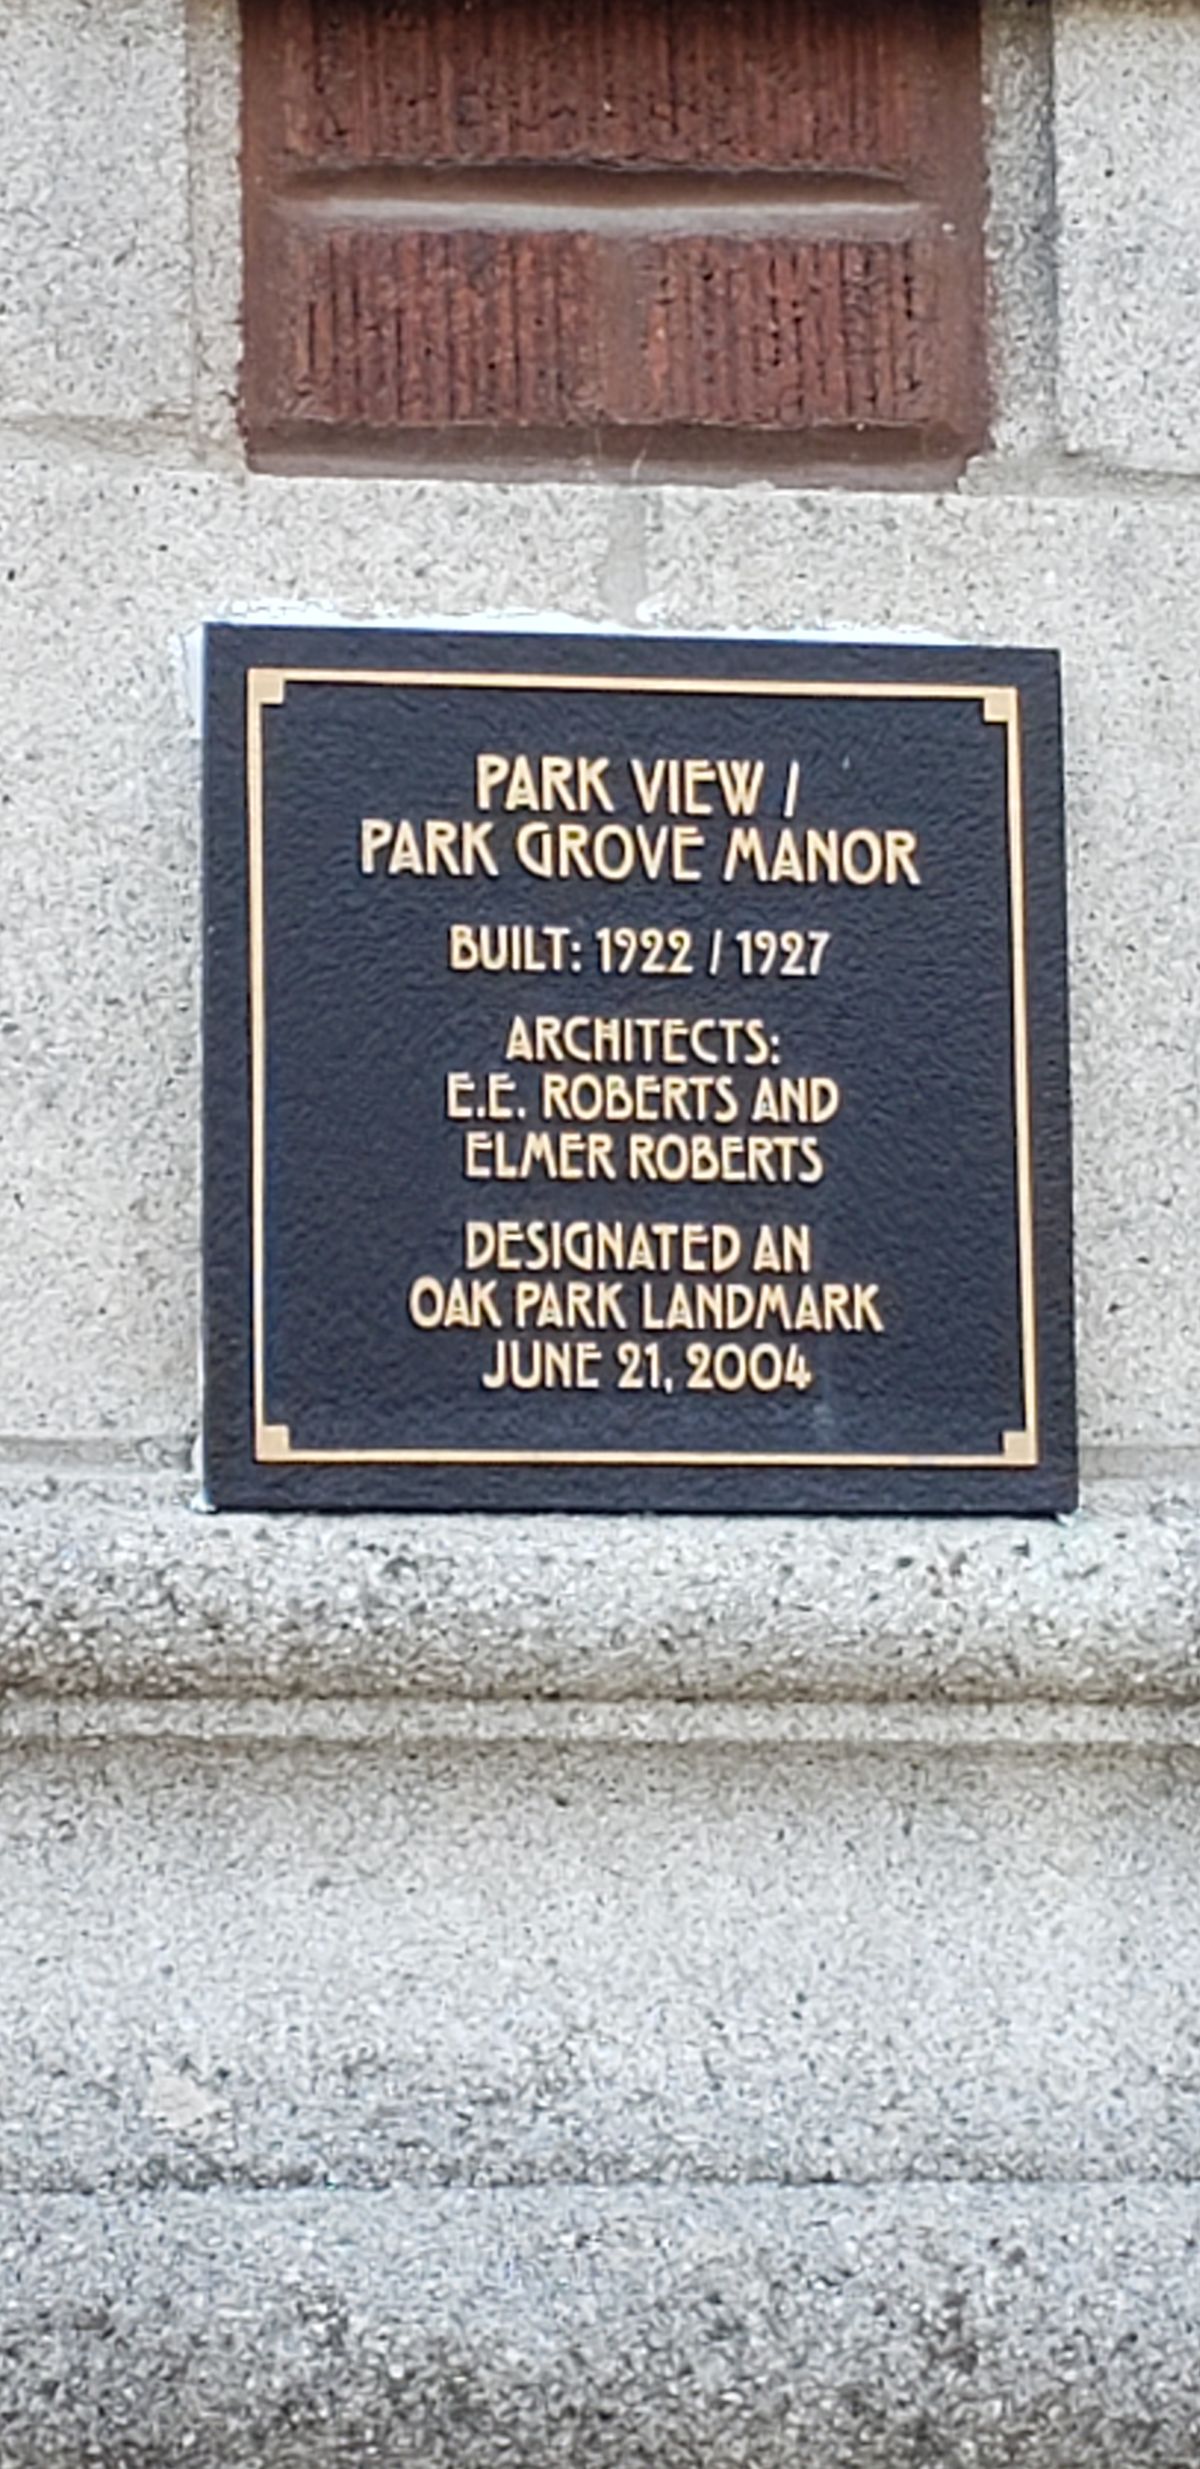 PARK VIEW /
PARK GROVE MANOR
BUILT: 1922 / 1927
ARCHITECTS:
E.E. ROBERTS AND
ELMER ROBERTS
DESIGNATED AN
OAK PARK LANDMARK
JUNE 21, 2004